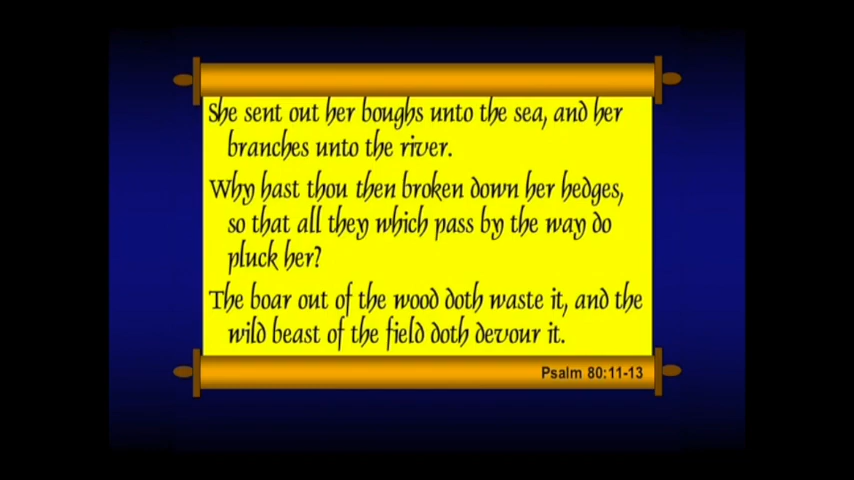 She sent out her boughs unto the sea, and her
branches unto the river.
Why hast thou then broken down her hedges,
so that all they which pass by the way do
pluck her?
The boar out of the wood doth waste it, and the
wild beast of the field doth devour it.
Psalm 80:11-13